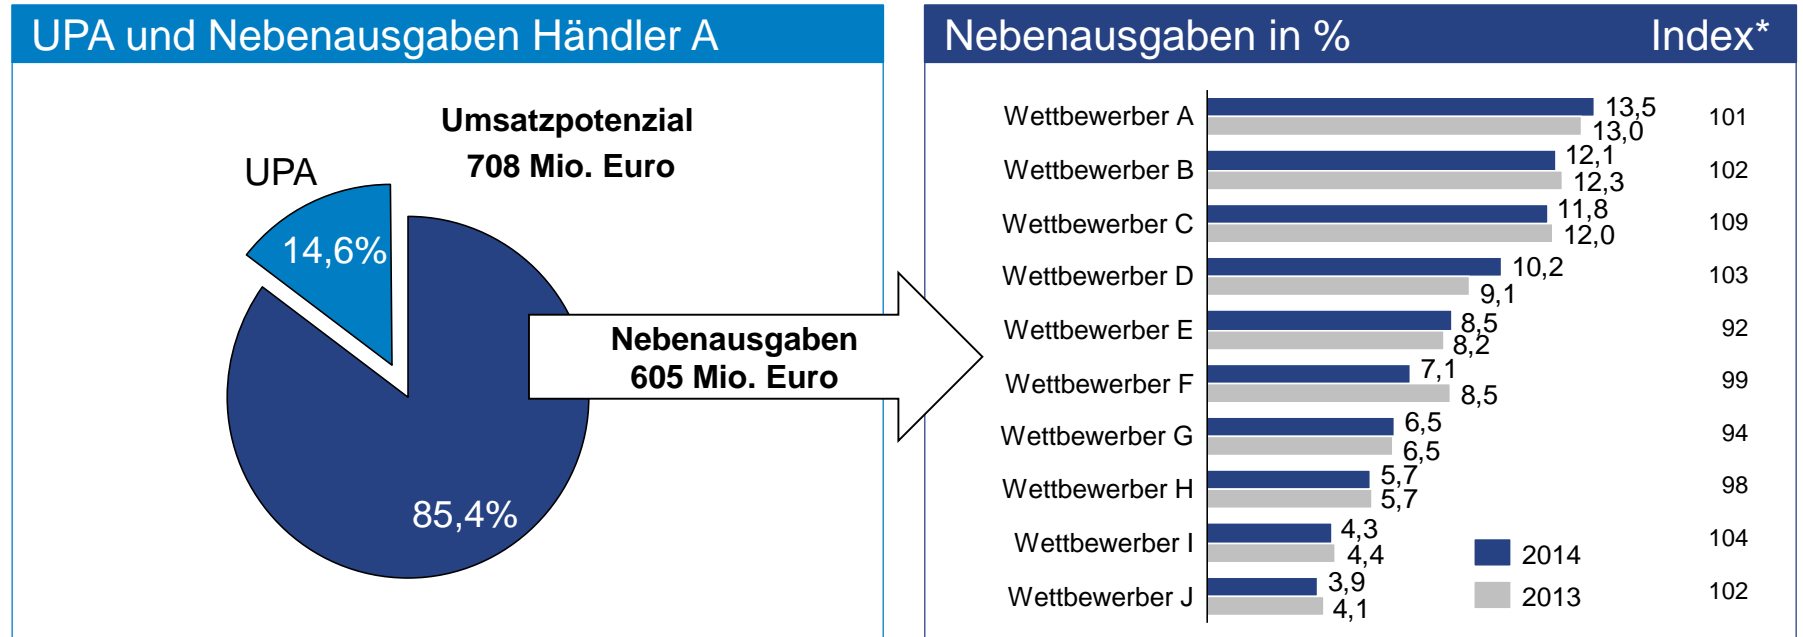 UPA und Nebenausgaben Händler A
Umsatzpotenzial
708 Mio. Euro
UPA
14,6%
85,4%
Nebenausgaben
605 Mio. Euro
Nebenausgaben in % Index*
Wettbewerber A 13,5 101
13,0
Wettbewerber B 12,1 102
12,3
Wettbewerber C 11,8 109
12,0
Wettbewerber D 10,2 103
9,1
Wettbewerber E 8,5 92
8,2
Wettbewerber F 7,1 99
8,5
Wettbewerber G 6,5 94
6,5
Wettbewerber H 5,7 98
5,7
Wettbewerber I 4,3 104
4,4
Wettbewerber J 3,9 102
4,1
2014
2013